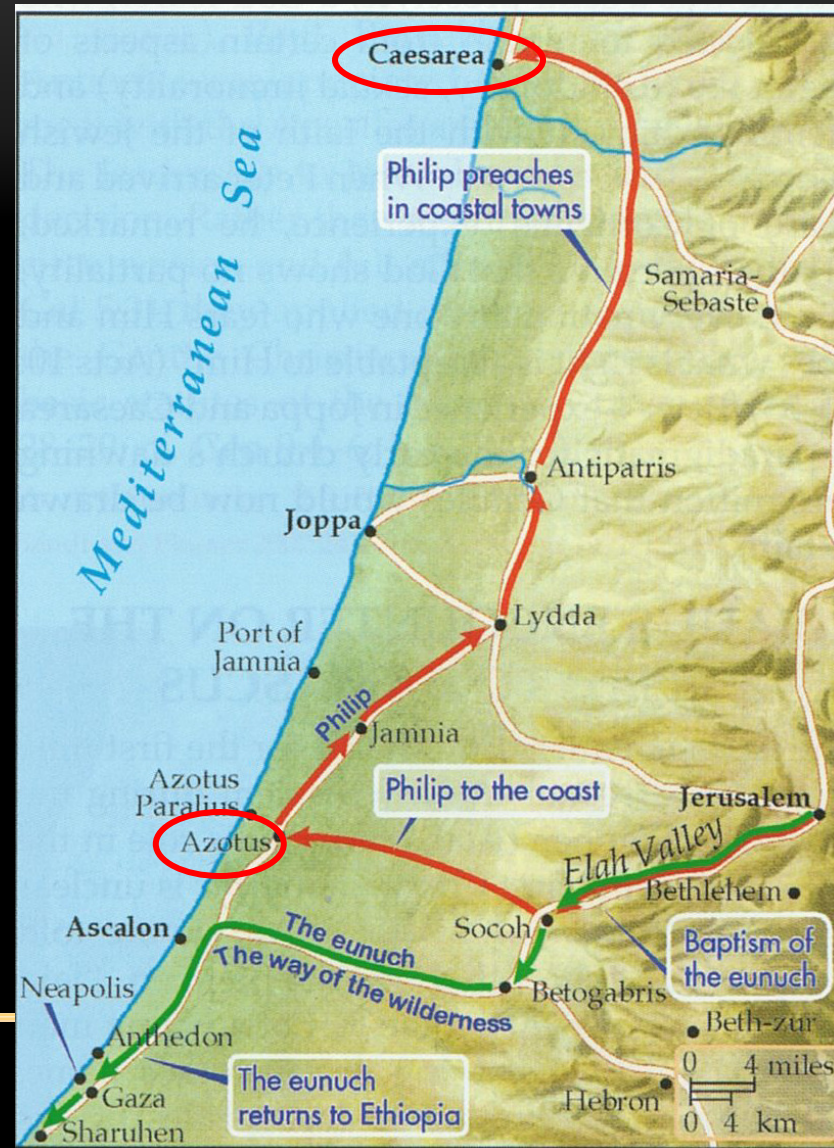 Caesarea
Philip preaches
in coastal towns
Mediterranean Sea
Samaria-
Sebaste
Antipatris
Joppa
Lydda
Port of
Jamnia
Philip
Jamnia
Azotus
Paralius
Philip to the coast
Jerusalem
Azotus
Elah Valley
Bethlehem
Ascalon
The eunuch
Socoh
Baptism of
the eunuch
The way of the wilderness
Neapolis
Betogabris
Beth-zur
Anthedon
The eunuch
returns to Ethiopia
0 4 miles
Gaza
Hebron
0 4 km
Sharuhen